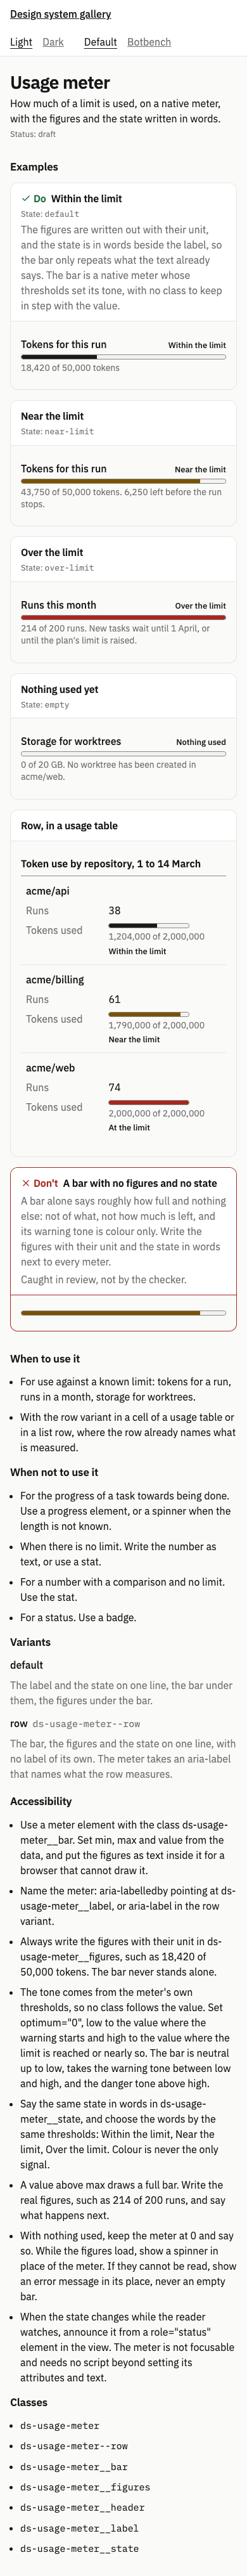 Design system gallery
Light Dark Default Botbench
Usage meter
How much of a limit is used, on a native meter,
with the figures and the state written in words.
Status: draft
Examples
✓ Do Within the limit
State: default
The figures are written out with their unit,
and the state is in words beside the label, so
the bar only repeats what the text already
says. The bar is a native meter whose
thresholds set its tone, with no class to keep
in step with the value.
Tokens for this run Within the limit
18,420 of 50,000 tokens
Near the limit
State: near-limit
Tokens for this run Near the limit
43,750 of 50,000 tokens. 6,250 left before the run
stops.
Over the limit
State: over-limit
Runs this month Over the limit
214 of 200 runs. New tasks wait until 1 April, or
until the plan's limit is raised.
Nothing used yet
State: empty
Storage for worktrees Nothing used
0 of 20 GB. No worktree has been created in
acme/web.
Row, in a usage table
Token use by repository, 1 to 14 March
acme/api
Runs 38
Tokens used
1,204,000 of 2,000,000
Within the limit
acme/billing
Runs 61
Tokens used
1,790,000 of 2,000,000
Near the limit
acme/web
Runs 74
Tokens used
2,000,000 of 2,000,000
At the limit
✕ Don't A bar with no figures and no state
A bar alone says roughly how full and nothing
else: not of what, not how much is left, and
its warning tone is colour only. Write the
figures with their unit and the state in words
next to every meter.
Caught in review, not by the checker.
When to use it
• For use against a known limit: tokens for a run,
runs in a month, storage for worktrees.
• With the row variant in a cell of a usage table or
in a list row, where the row already names what
is measured.
When not to use it
• For the progress of a task towards being done.
Use a progress element, or a spinner when the
length is not known.
• When there is no limit. Write the number as
text, or use a stat.
• For a number with a comparison and no limit.
Use the stat.
• For a status. Use a badge.
Variants
default
The label and the state on one line, the bar under
them, the figures under the bar.
row ds-usage-meter--row
The bar, the figures and the state on one line, with
no label of its own. The meter takes an aria-label
that names what the row measures.
Accessibility
• Use a meter element with the class ds-usage-
meter__bar. Set min, max and value from the
data, and put the figures as text inside it for a
browser that cannot draw it.
• Name the meter: aria-labelledby pointing at ds-
usage-meter__label, or aria-label in the row
variant.
• Always write the figures with their unit in ds-
usage-meter__figures, such as 18,420 of
50,000 tokens. The bar never stands alone.
• The tone comes from the meter's own
thresholds, so no class follows the value. Set
optimum="0", low to the value where the
warning starts and high to the value where the
limit is reached or nearly so. The bar is neutral
up to low, takes the warning tone between low
and high, and the danger tone above high.
• Say the same state in words in ds-usage-
meter__state, and choose the words by the
same thresholds: Within the limit, Near the
limit, Over the limit. Colour is never the only
signal.
• A value above max draws a full bar. Write the
real figures, such as 214 of 200 runs, and say
what happens next.
• With nothing used, keep the meter at 0 and say
so. While the figures load, show a spinner in
place of the meter. If they cannot be read, show
an error message in its place, never an empty
bar.
• When the state changes while the reader
watches, announce it from a role="status"
element in the view. The meter is not focusable
and needs no script beyond setting its
attributes and text.
Classes
• ds-usage-meter
• ds-usage-meter--row
• ds-usage-meter__bar
• ds-usage-meter__figures
• ds-usage-meter__header
• ds-usage-meter__label
• ds-usage-meter__state